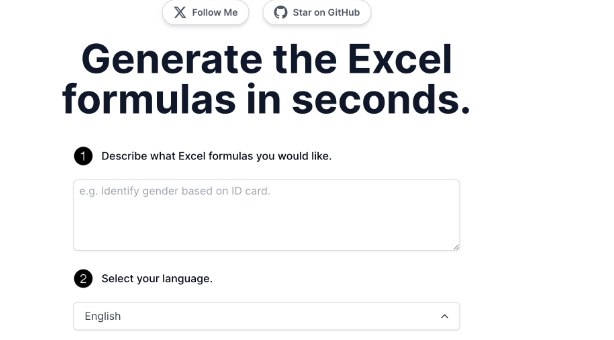 Follow Me
Star on GitHub
Generate the Excel
formulas in seconds.
1 Describe what Excel formulas you would like.
e.g. Identify gender based on ID card.
2 Select your language.
English